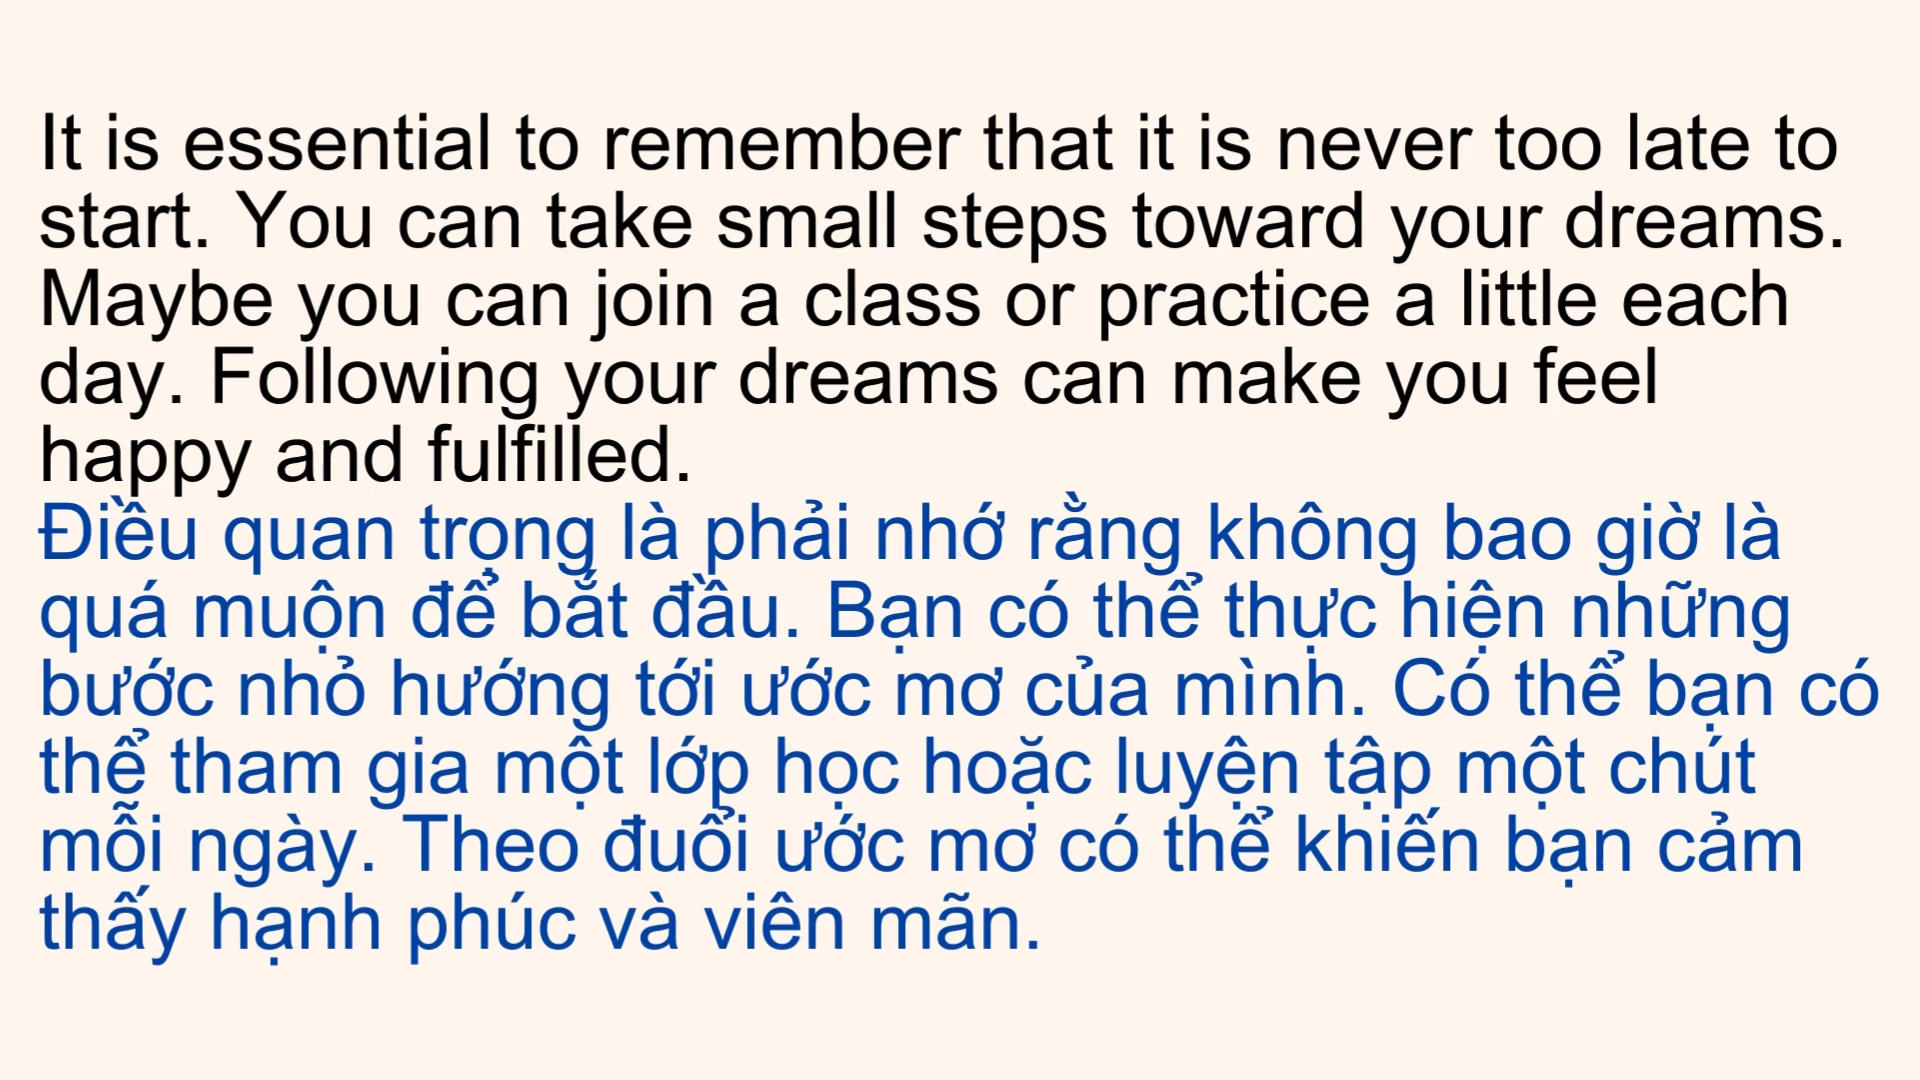 It is essential to remember that it is never too late to
start. You can take small steps toward your dreams.
Maybe you can join a class or practice a little each
day. Following your dreams can make you feel
happy and fulfilled.
Điều quan trọng là phải nhớ rằng không bao giờ là
quá muộn để bắt đầu. Bạn có thể thực hiện những
bước nhỏ hướng tới ước mơ của mình. Có thể bạn có
thể tham gia một lớp học hoặc luyện tập một chút
mỗi ngày. Theo đuổi ước mơ có thể khiến bạn cảm
thấy hạnh phúc và viên mãn.